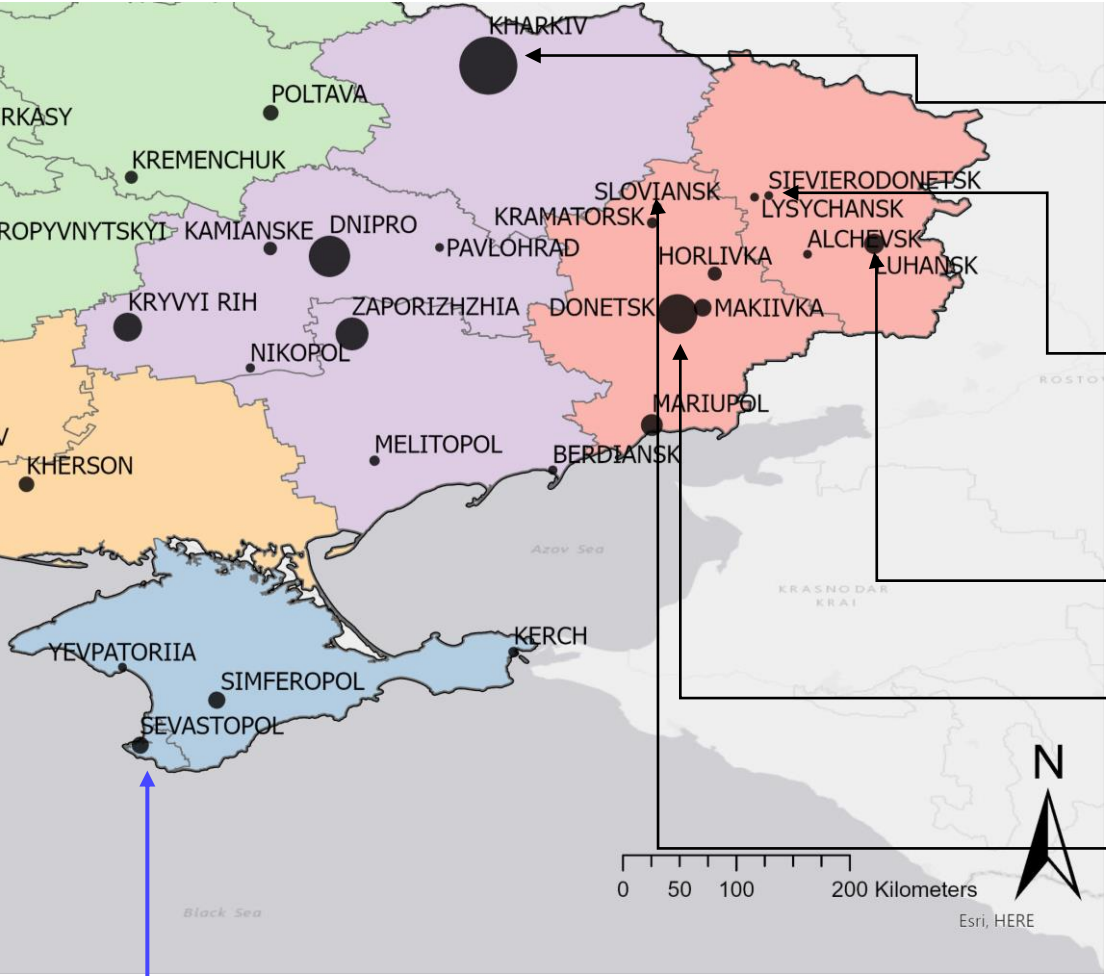 KHARKIV
POLTAVA
RKASY
KREMENCHUK
SIEVIERODONETSK
SLOVIANSK
LYSYCHANSK
KRAMATORSK
DNIPRO
ROPYVNYTSKYI
KAMIANSKE
PAVLOHRAD
ALCHEVSK
HORLIVKA
LUHANSK
KRYVYI RIH
ZAPORIZHZHIA
DONETSK
MAKIIVKA
NIKOPOL
ROSTOV
MARIUPOL
V
MELITOPOL
BERDIANSK
KHERSON
Azov Sea
KRASNODAR
KRAI
KERCH
YEVPATORIIA
SIMFEROPOL
SEVASTOPOL
N
0 50 100 200 Kilometers
Black Sea
Esri, HERE